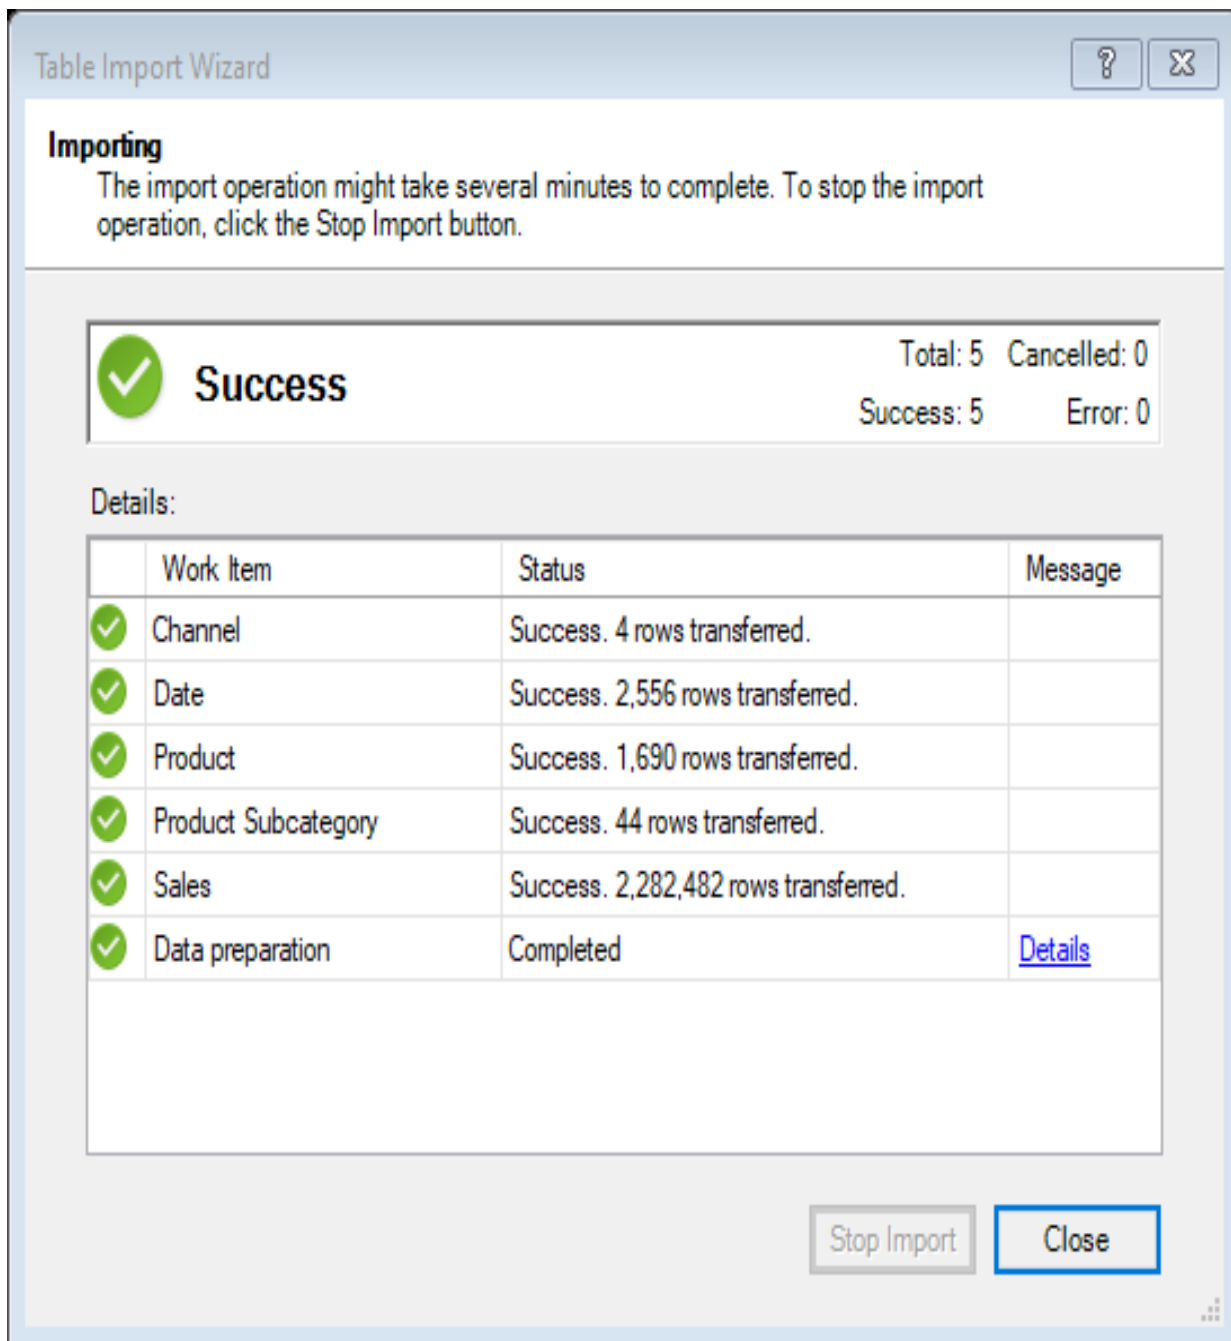 Table Import Wizard
Importing
The import operation might take several minutes to complete. To stop the import
operation, click the Stop Import button.
Success
Total: 5 Cancelled: 0
Success: 5 Error: 0
Details:
Work Item Status Message
Channel Success. 4 rows transferred.
Date Success. 2,556 rows transferred.
Product Success. 1,690 rows transferred.
Product Subcategory Success. 44 rows transferred.
Sales Success. 2,282,482 rows transferred.
Data preparation Completed Details
Stop Import Close